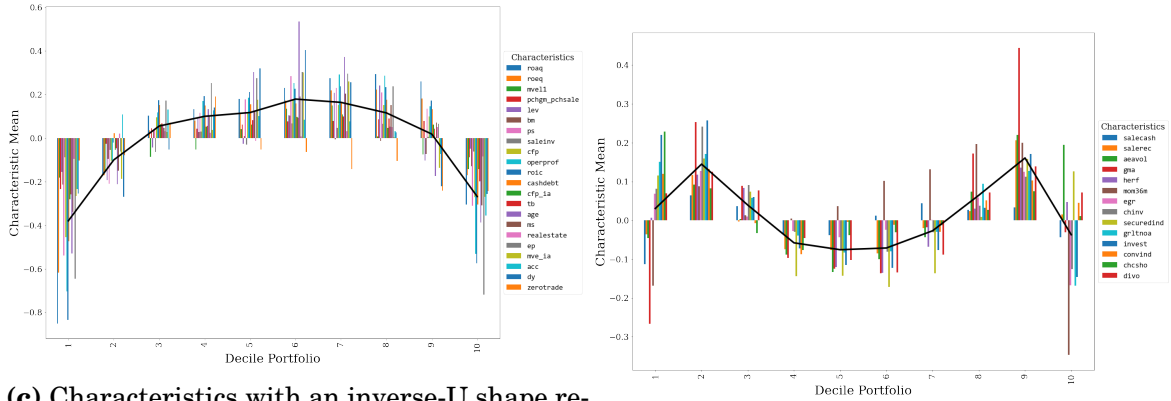 0.6
0.4
0.2
0.0
−0.2
−0.4
−0.6
−0.8
Characteristic Mean
1
2
3
4
5
6
7
8
9
10
Decile Portfolio
Characteristics
roaq
roeq
mvel1
pchgm_pchsale
lev
bm
ps
saleinv
cfp
operprof
roic
cashdebt
cfp_ia
tb
age
ms
realestate
ep
mve_ia
acc
dy
zerotrade
0.4
0.3
0.2
0.1
0.0
−0.1
−0.2
−0.3
Characteristic Mean
1
2
3
4
5
6
7
8
9
10
Decile Portfolio
Characteristics
salecash
salerec
aeavol
gma
herf
mom36m
egr
chinv
securedind
grltnoa
invest
convind
chcsho
divo
(c) Characteristics with an inverse-U shape re-